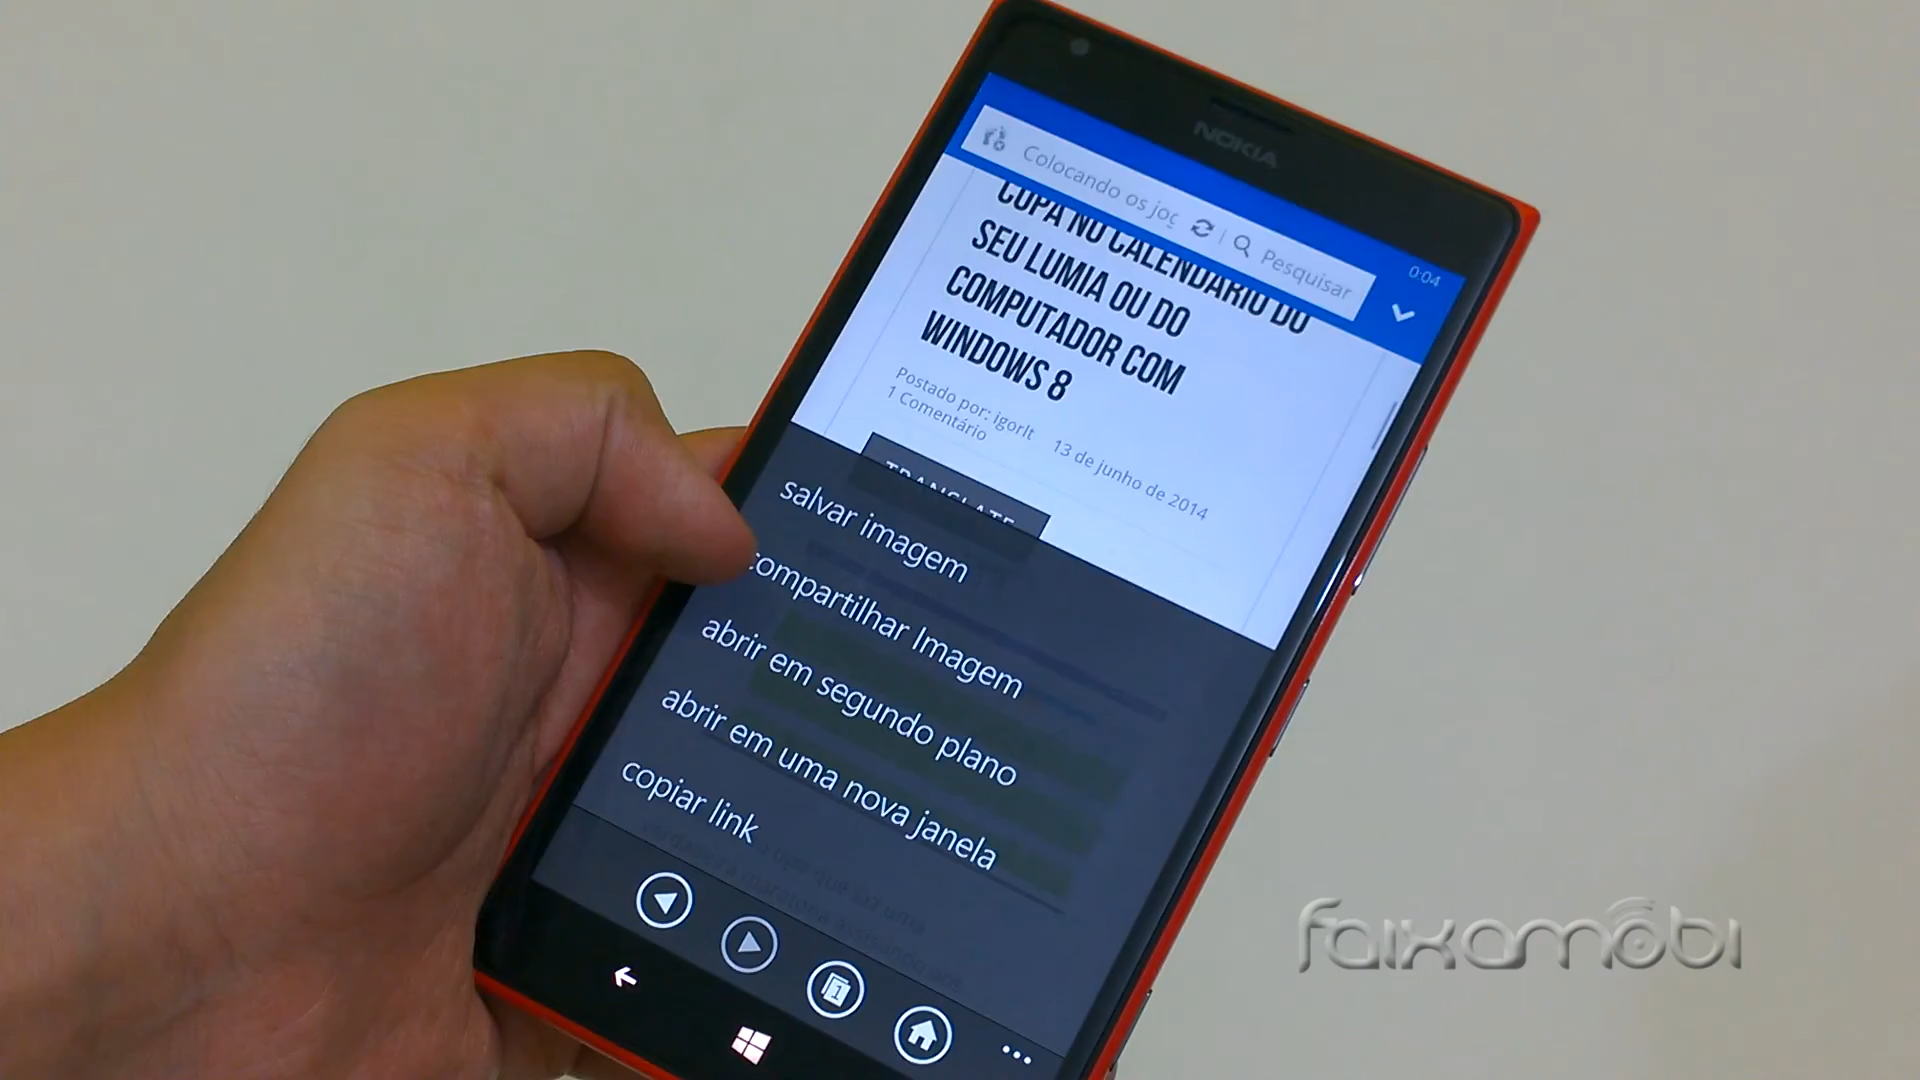 NOKIA
0:04
Colocando os jog
Pesquisar
COPA NO CALENDÁRIO DO
SEU LUMIA OU DO
COMPUTADOR COM
WINDOWS 8
Postado por: igorlt
13 de junho de 2014
1 Comentário
TRANSLATE
salvar imagem
compartilhar Imagem
abrir em segundo plano
abrir em uma nova janela
copiar link
1
faixamobi